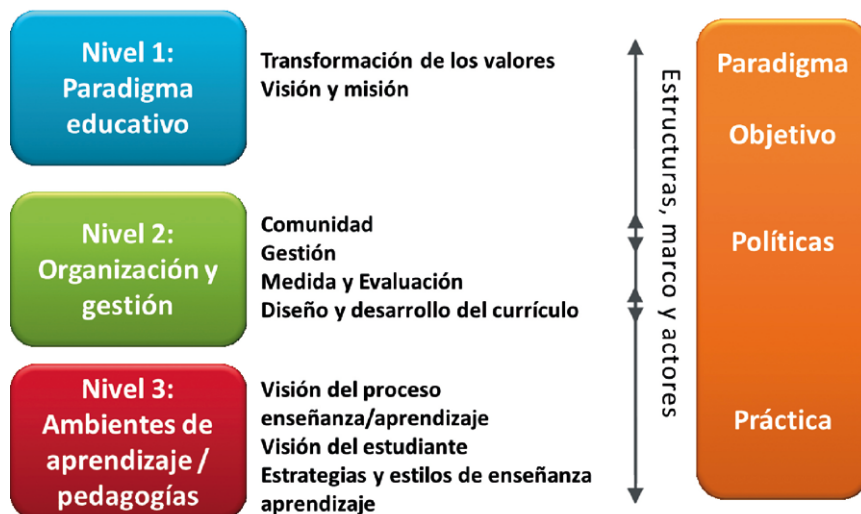 Nivel 1:
Paradigma
educativo
Transformación de los valores
Visión y misión
Nivel 2:
Organización y
gestión
Comunidad
Gestión
Medida y Evaluación
Diseño y desarrollo del currículo
Nivel 3:
Ambientes de
aprendizaje /
pedagogías
Visión del proceso
enseñanza/aprendizaje
Visión del estudiante
Estrategias y estilos de enseñanza
aprendizaje
Estructuras, marco y actores
Paradigma
Objetivo
Políticas
Práctica